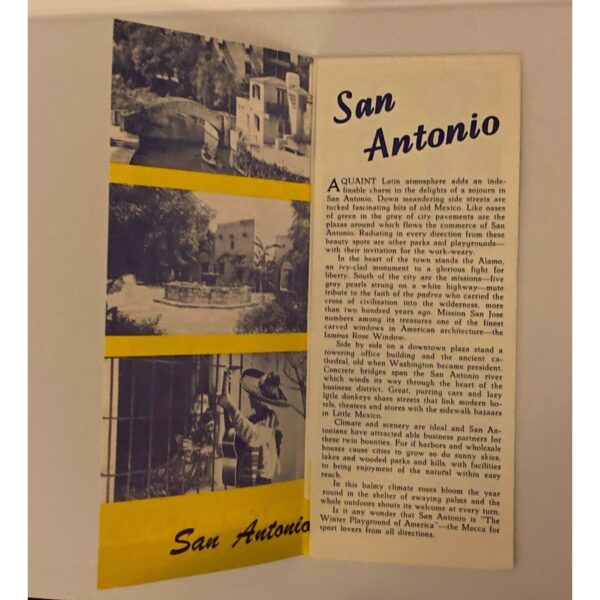 San Antonio
San
Antonio
A QUAINT Latin atmosphere adds an inde-
finable charm to the delights of a sojourn in
San Antonio. Down meandering side streets are
tucked fascinating bits of old Mexico. Like oases
of green in the gray of city pavements are the
plazas around which flows the commerce of San
Antonio. Radiating in every direction from these
beauty spots are other parks and playgrounds—
with their invitation for the work-weary.
In the heart of the town stands the Alamo,
an ivy-clad monument to a glorious fight for
liberty. South of the city are the missions—five
gray pearls strung on a white highway—mute
tribute to the faith of the padres who carried the
cross of civilization into the wilderness, more
than two hundred years ago. Mission San Jose
numbers among its treasures one of the finest
carved windows in American architecture—the
famous Rose Window.
Side by side on a downtown plaza stand a
towering office building and the ancient ca-
thedral, old when Washington became president.
Concrete bridges span the San Antonio river
which winds its way through the heart of the
business district. Great, purring cars and lazy
little donkeys share streets that link modern ho-
tels, theaters and stores with the sidewalk bazaars
in Little Mexico.
Climate and scenery are ideal and San An-
tonians have attracted able business partners for
these twin bounties. For if harbors and wholesale
houses cause cities to grow so do sunny skies,
lakes and wooded parks and hills, with facilities
to bring enjoyment of the natural within easy
reach.
In this balmy climate roses bloom the year
round in the shelter of swaying palms and the
whole outdoors shouts its welcome at every turn.
Is it any wonder that San Antonio is "The
Winter Playground of America"—the Mecca for
sport lovers from all directions.